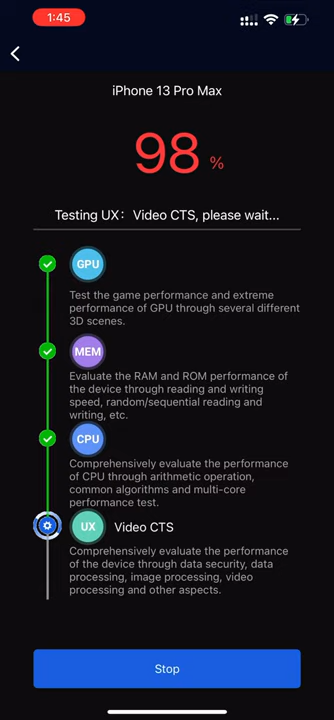 1:45
iPhone 13 Pro Max
98 %
Testing UX： Video CTS, please wait...
GPU
Test the game performance and extreme
performance of GPU through several different
3D scenes.
MEM
Evaluate the RAM and ROM performance of
the device through reading and writing
speed, random/sequential reading and
writing, etc.
CPU
Comprehensively evaluate the performance
of CPU through arithmetic operation,
common algorithms and multi-core
performance test.
UX Video CTS
Comprehensively evaluate the performance
of the device through data security, data
processing, image processing, video
processing and other aspects.
Stop